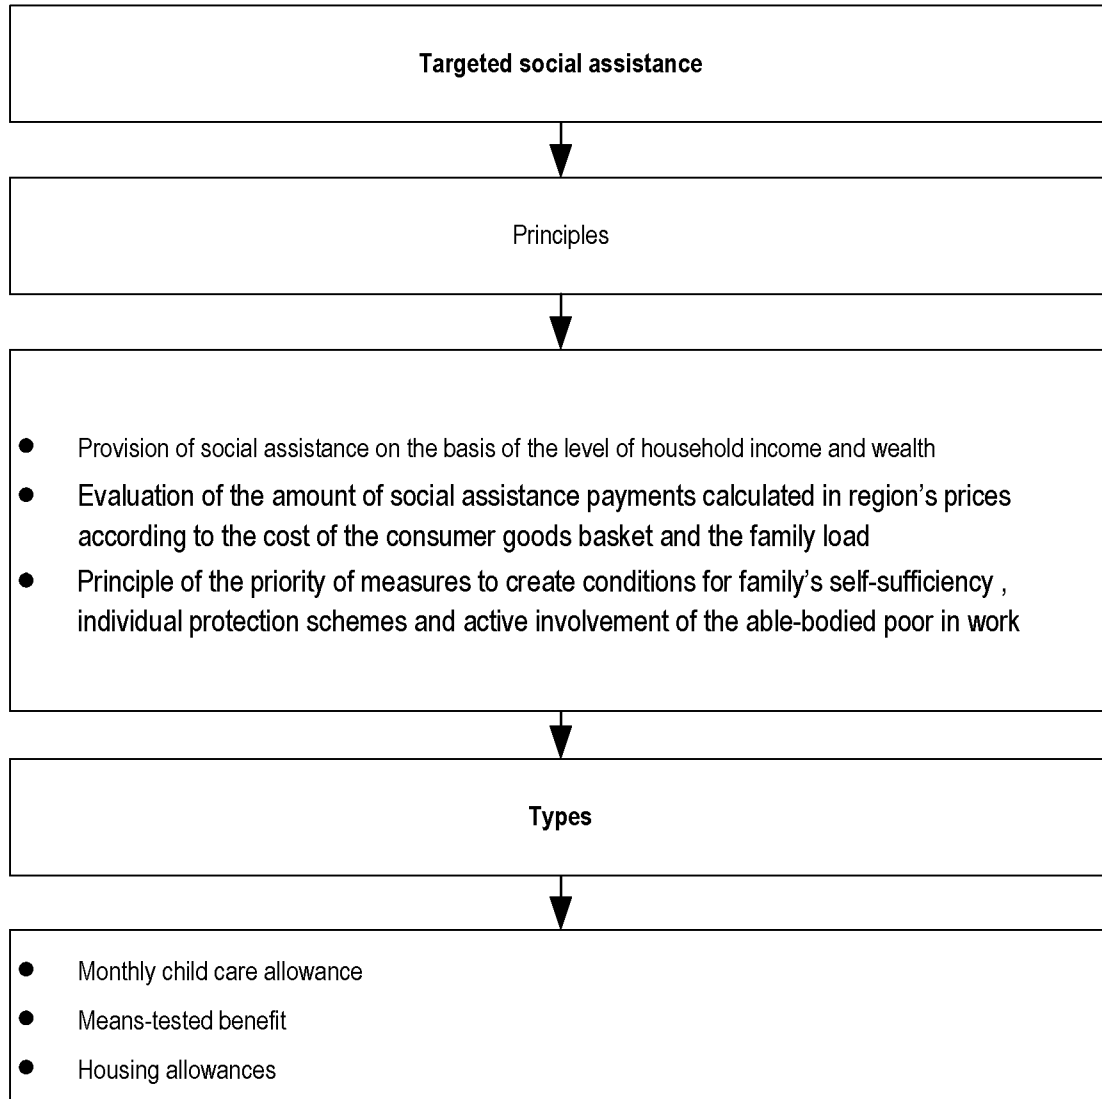 Targeted social assistance
Principles
● Provision of social assistance on the basis of the level of household income and wealth
● Evaluation of the amount of social assistance payments calculated in region’s prices
according to the cost of the consumer goods basket and the family load
● Principle of the priority of measures to create conditions for family’s self-sufficiency ,
individual protection schemes and active involvement of the able-bodied poor in work
Types
● Monthly child care allowance
● Means-tested benefit
● Housing allowances